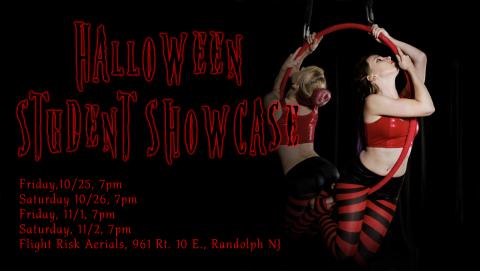 HALLOWEEN
STUDENT SHOWCASE
Friday,10/25, 7pm
Saturday 10/26, 7pm
Friday, 11/1, 7pm
Saturday, 11/2, 7pm
Flight Risk Aerials, 961 Rt. 10 E., Randolph NJ